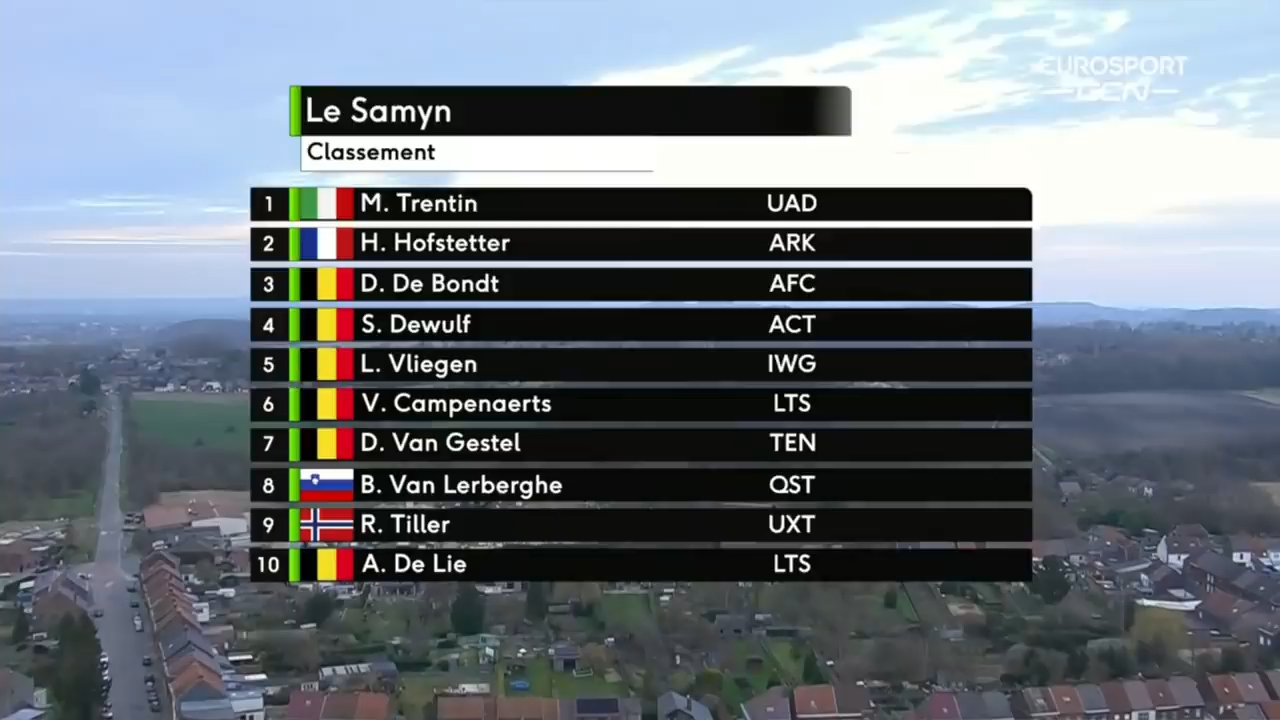 EUROSPORT
GCN
Le Samyn
Classement
1 M. Trentin UAD
2 H. Hofstetter ARK
3 D. De Bondt AFC
4 S. Dewulf ACT
5 L. Vliegen IWG
6 V. Campenaerts LTS
7 D. Van Gestel TEN
8 B. Van Lerberghe QST
9 R. Tiller UXT
10 A. De Lie LTS